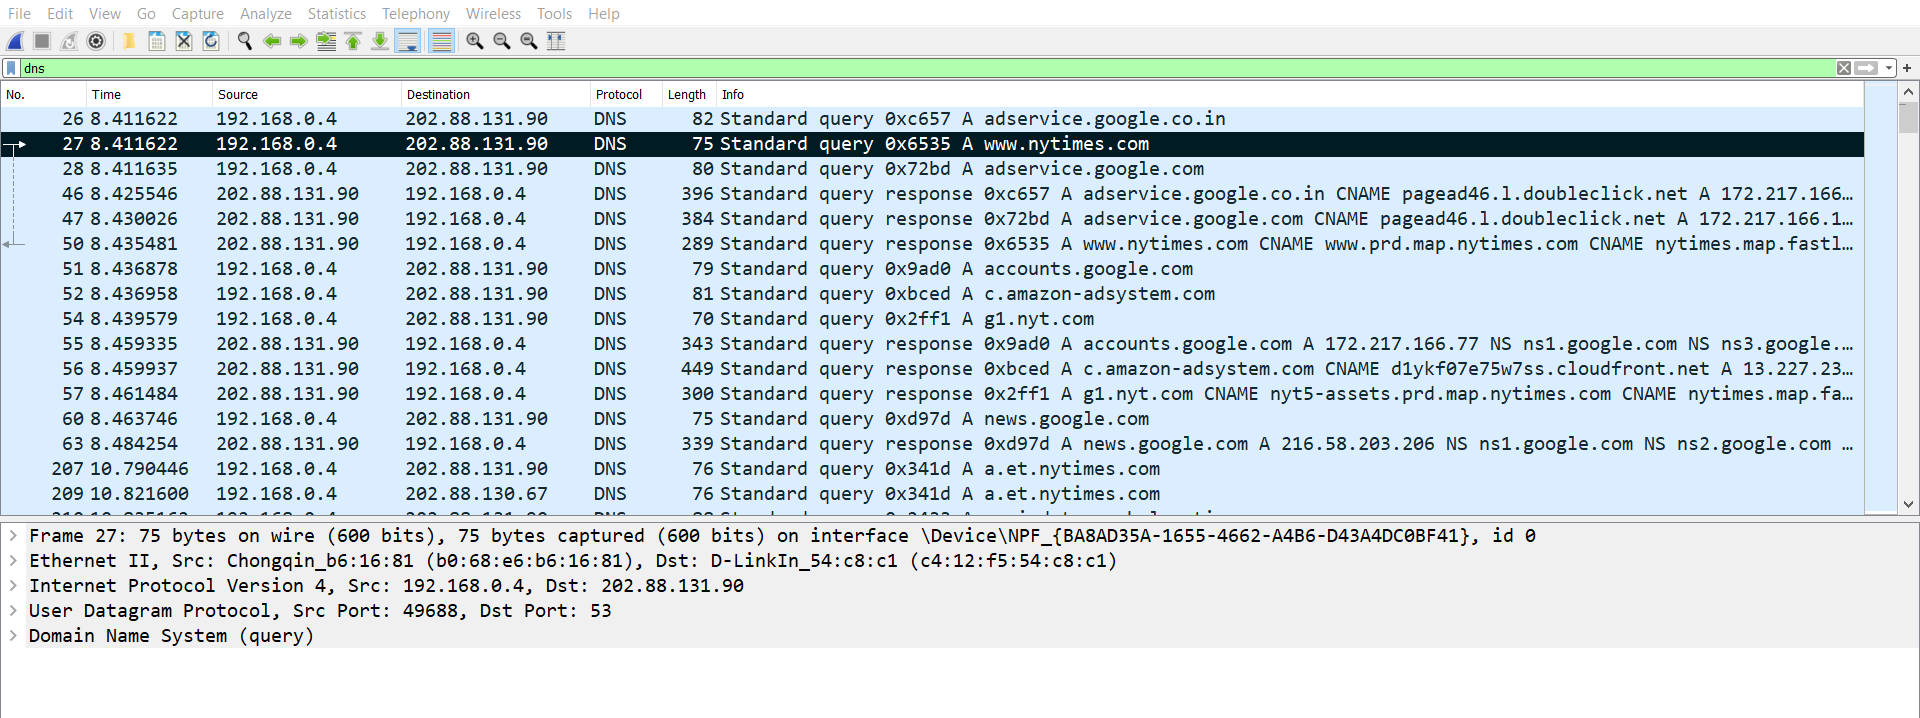 File Edit View Go Capture Analyze Statistics Telephony Wireless Tools Help
dns
No. Time Source Destination Protocol Length Info
26 8.411622 192.168.0.4 202.88.131.90 DNS 82 Standard query 0xc657 A adservice.google.co.in
27 8.411622 192.168.0.4 202.88.131.90 DNS 75 Standard query 0x6535 A www.nytimes.com
28 8.411635 192.168.0.4 202.88.131.90 DNS 80 Standard query 0x72bd A adservice.google.com
46 8.425546 202.88.131.90 192.168.0.4 DNS 396 Standard query response 0xc657 A adservice.google.co.in CNAME pagead46.l.doubleclick.net A 172.217.166…
47 8.430026 202.88.131.90 192.168.0.4 DNS 384 Standard query response 0x72bd A adservice.google.com CNAME pagead46.l.doubleclick.net A 172.217.166.1…
50 8.435481 202.88.131.90 192.168.0.4 DNS 289 Standard query response 0x6535 A www.nytimes.com CNAME www.prd.map.nytimes.com CNAME nytimes.map.fastl…
51 8.436878 192.168.0.4 202.88.131.90 DNS 79 Standard query 0x9ad0 A accounts.google.com
52 8.436958 192.168.0.4 202.88.131.90 DNS 81 Standard query 0xbced A c.amazon-adsystem.com
54 8.439579 192.168.0.4 202.88.131.90 DNS 70 Standard query 0x2ff1 A g1.nyt.com
55 8.459335 202.88.131.90 192.168.0.4 DNS 343 Standard query response 0x9ad0 A accounts.google.com A 172.217.166.77 NS ns1.google.com NS ns3.google.…
56 8.459937 202.88.131.90 192.168.0.4 DNS 449 Standard query response 0xbced A c.amazon-adsystem.com CNAME d1ykf07e75w7ss.cloudfront.net A 13.227.23…
57 8.461484 202.88.131.90 192.168.0.4 DNS 300 Standard query response 0x2ff1 A g1.nyt.com CNAME nyt5-assets.prd.map.nytimes.com CNAME nytimes.map.fa…
60 8.463746 192.168.0.4 202.88.131.90 DNS 75 Standard query 0xd97d A news.google.com
63 8.484254 202.88.131.90 192.168.0.4 DNS 339 Standard query response 0xd97d A news.google.com A 216.58.203.206 NS ns1.google.com NS ns2.google.com …
207 10.790446 192.168.0.4 202.88.131.90 DNS 76 Standard query 0x341d A a.et.nytimes.com
209 10.821600 192.168.0.4 202.88.130.67 DNS 76 Standard query 0x341d A a.et.nytimes.com
Frame 27: 75 bytes on wire (600 bits), 75 bytes captured (600 bits) on interface \Device\NPF_{BA8AD35A-1655-4662-A4B6-D43A4DC0BF41}, id 0
Ethernet II, Src: Chongqin_b6:16:81 (b0:68:e6:b6:16:81), Dst: D-LinkIn_54:c8:c1 (c4:12:f5:54:c8:c1)
Internet Protocol Version 4, Src: 192.168.0.4, Dst: 202.88.131.90
User Datagram Protocol, Src Port: 49688, Dst Port: 53
Domain Name System (query)